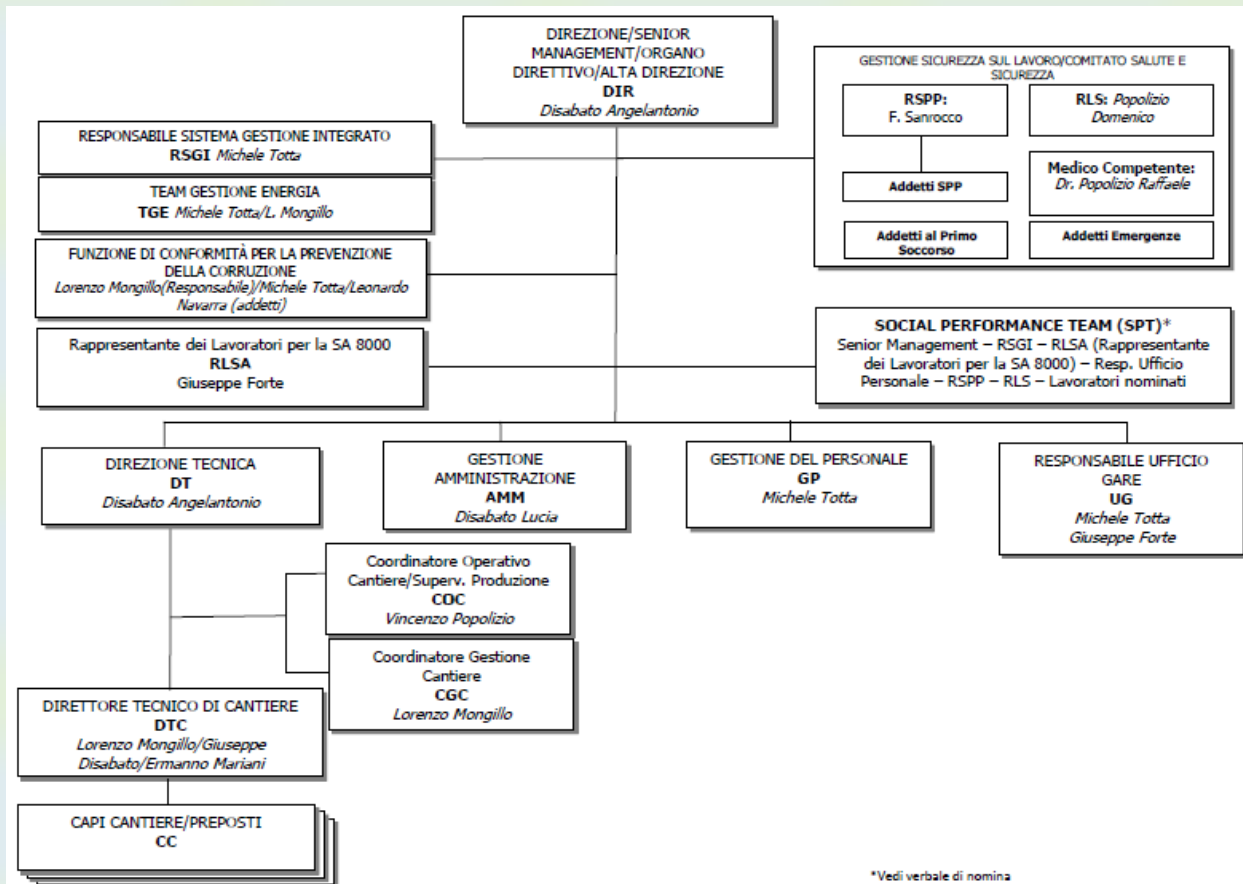 DIREZIONE/SENIOR
MANAGEMENT/ORGANO
DIRETTIVO/ALTA DIREZIONE
DIR
Disabato Angelantonio
GESTIONE SICUREZZA SUL LAVORO/COMITATO SALUTE E
SICUREZZA
RSPP:
F. Sanrocco
RLS: Popolizio
Domenico
Addetti SPP
Medico Competente:
Dr. Popolizio Raffaele
Addetti al Primo
Soccorso
Addetti Emergenze
RESPONSABILE SISTEMA GESTIONE INTEGRATO
RSGI Michele Totta
TEAM GESTIONE ENERGIA
TGE Michele Totta/L. Mongillo
FUNZIONE DI CONFORMITÀ PER LA PREVENZIONE
DELLA CORRUZIONE
Lorenzo Mongillo(Responsabile)/Michele Totta/Leonardo
Navarra (addetti)
Rappresentante dei Lavoratori per la SA 8000
RLSA
Giuseppe Forte
SOCIAL PERFORMANCE TEAM (SPT)*
Senior Management – RSGI – RLSA (Rappresentante
dei Lavoratori per la SA 8000) – Resp. Ufficio
Personale – RSPP – RLS – Lavoratori nominati
DIREZIONE TECNICA
DT
Disabato Angelantonio
GESTIONE
AMMINISTRAZIONE
AMM
Disabato Lucia
GESTIONE DEL PERSONALE
GP
Michele Totta
RESPONSABILE UFFICIO
GARE
UG
Michele Totta
Giuseppe Forte
Coordinatore Operativo
Cantiere/Superv. Produzione
COC
Vincenzo Popolizio
Coordinatore Gestione
Cantiere
CGC
Lorenzo Mongillo
DIRETTORE TECNICO DI CANTIERE
DTC
Lorenzo Mongillo/Giuseppe
Disabato/Ermanno Mariani
CAPI CANTIERE/PREPOSTI
CC
*Vedi verbale di nomina